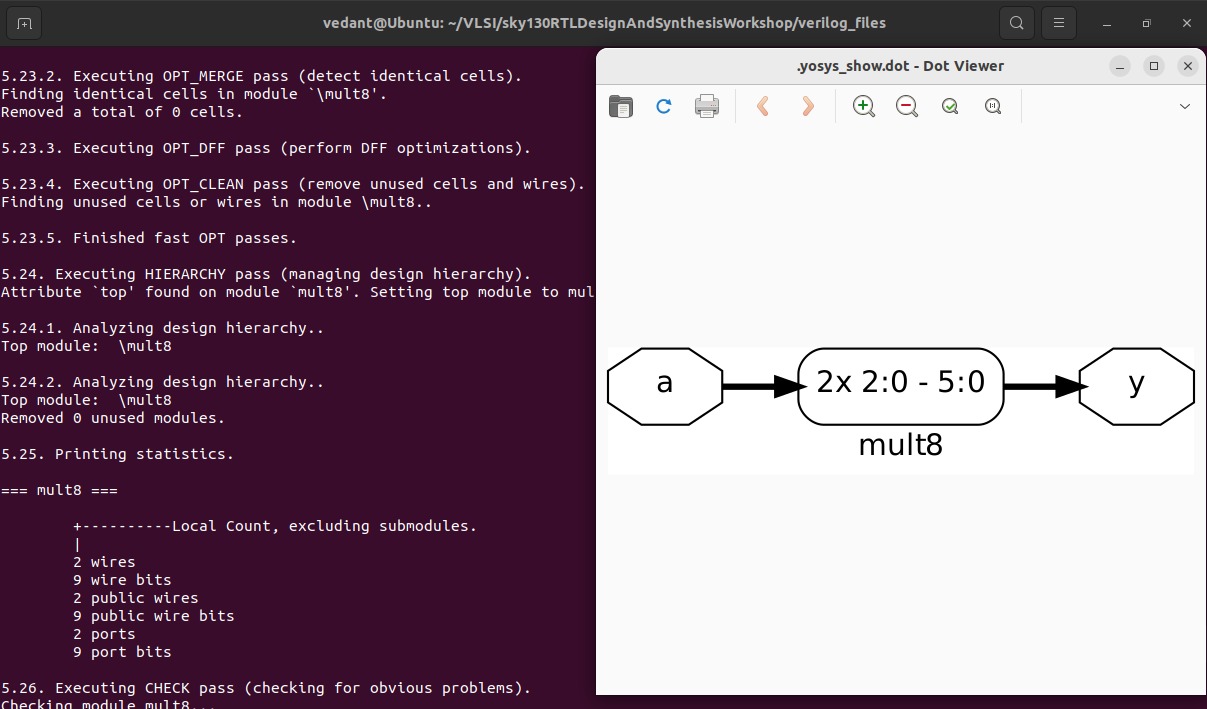 vedant@Ubuntu: ~/VLSI/sky130RTLDesignAndSynthesisWorkshop/verilog_files
5.23.2. Executing OPT_MERGE pass (detect identical cells).
Finding identical cells in module `\mult8'.
Removed a total of 0 cells.
5.23.3. Executing OPT_DFF pass (perform DFF optimizations).
5.23.4. Executing OPT_CLEAN pass (remove unused cells and wires).
Finding unused cells or wires in module \mult8..
5.23.5. Finished fast OPT passes.
5.24. Executing HIERARCHY pass (managing design hierarchy).
Attribute `top' found on module `mult8'. Setting top module to mul
5.24.1. Analyzing design hierarchy..
Top module:  \mult8
5.24.2. Analyzing design hierarchy..
Top module:  \mult8
Removed 0 unused modules.
5.25. Printing statistics.
=== mult8 ===
+----------Local Count, excluding submodules.
|
2 wires
9 wire bits
2 public wires
9 public wire bits
2 ports
9 port bits
5.26. Executing CHECK pass (checking for obvious problems).
Checking module mult8...
.yosys_show.dot - Dot Viewer
a
2x 2:0 - 5:0
y
mult8